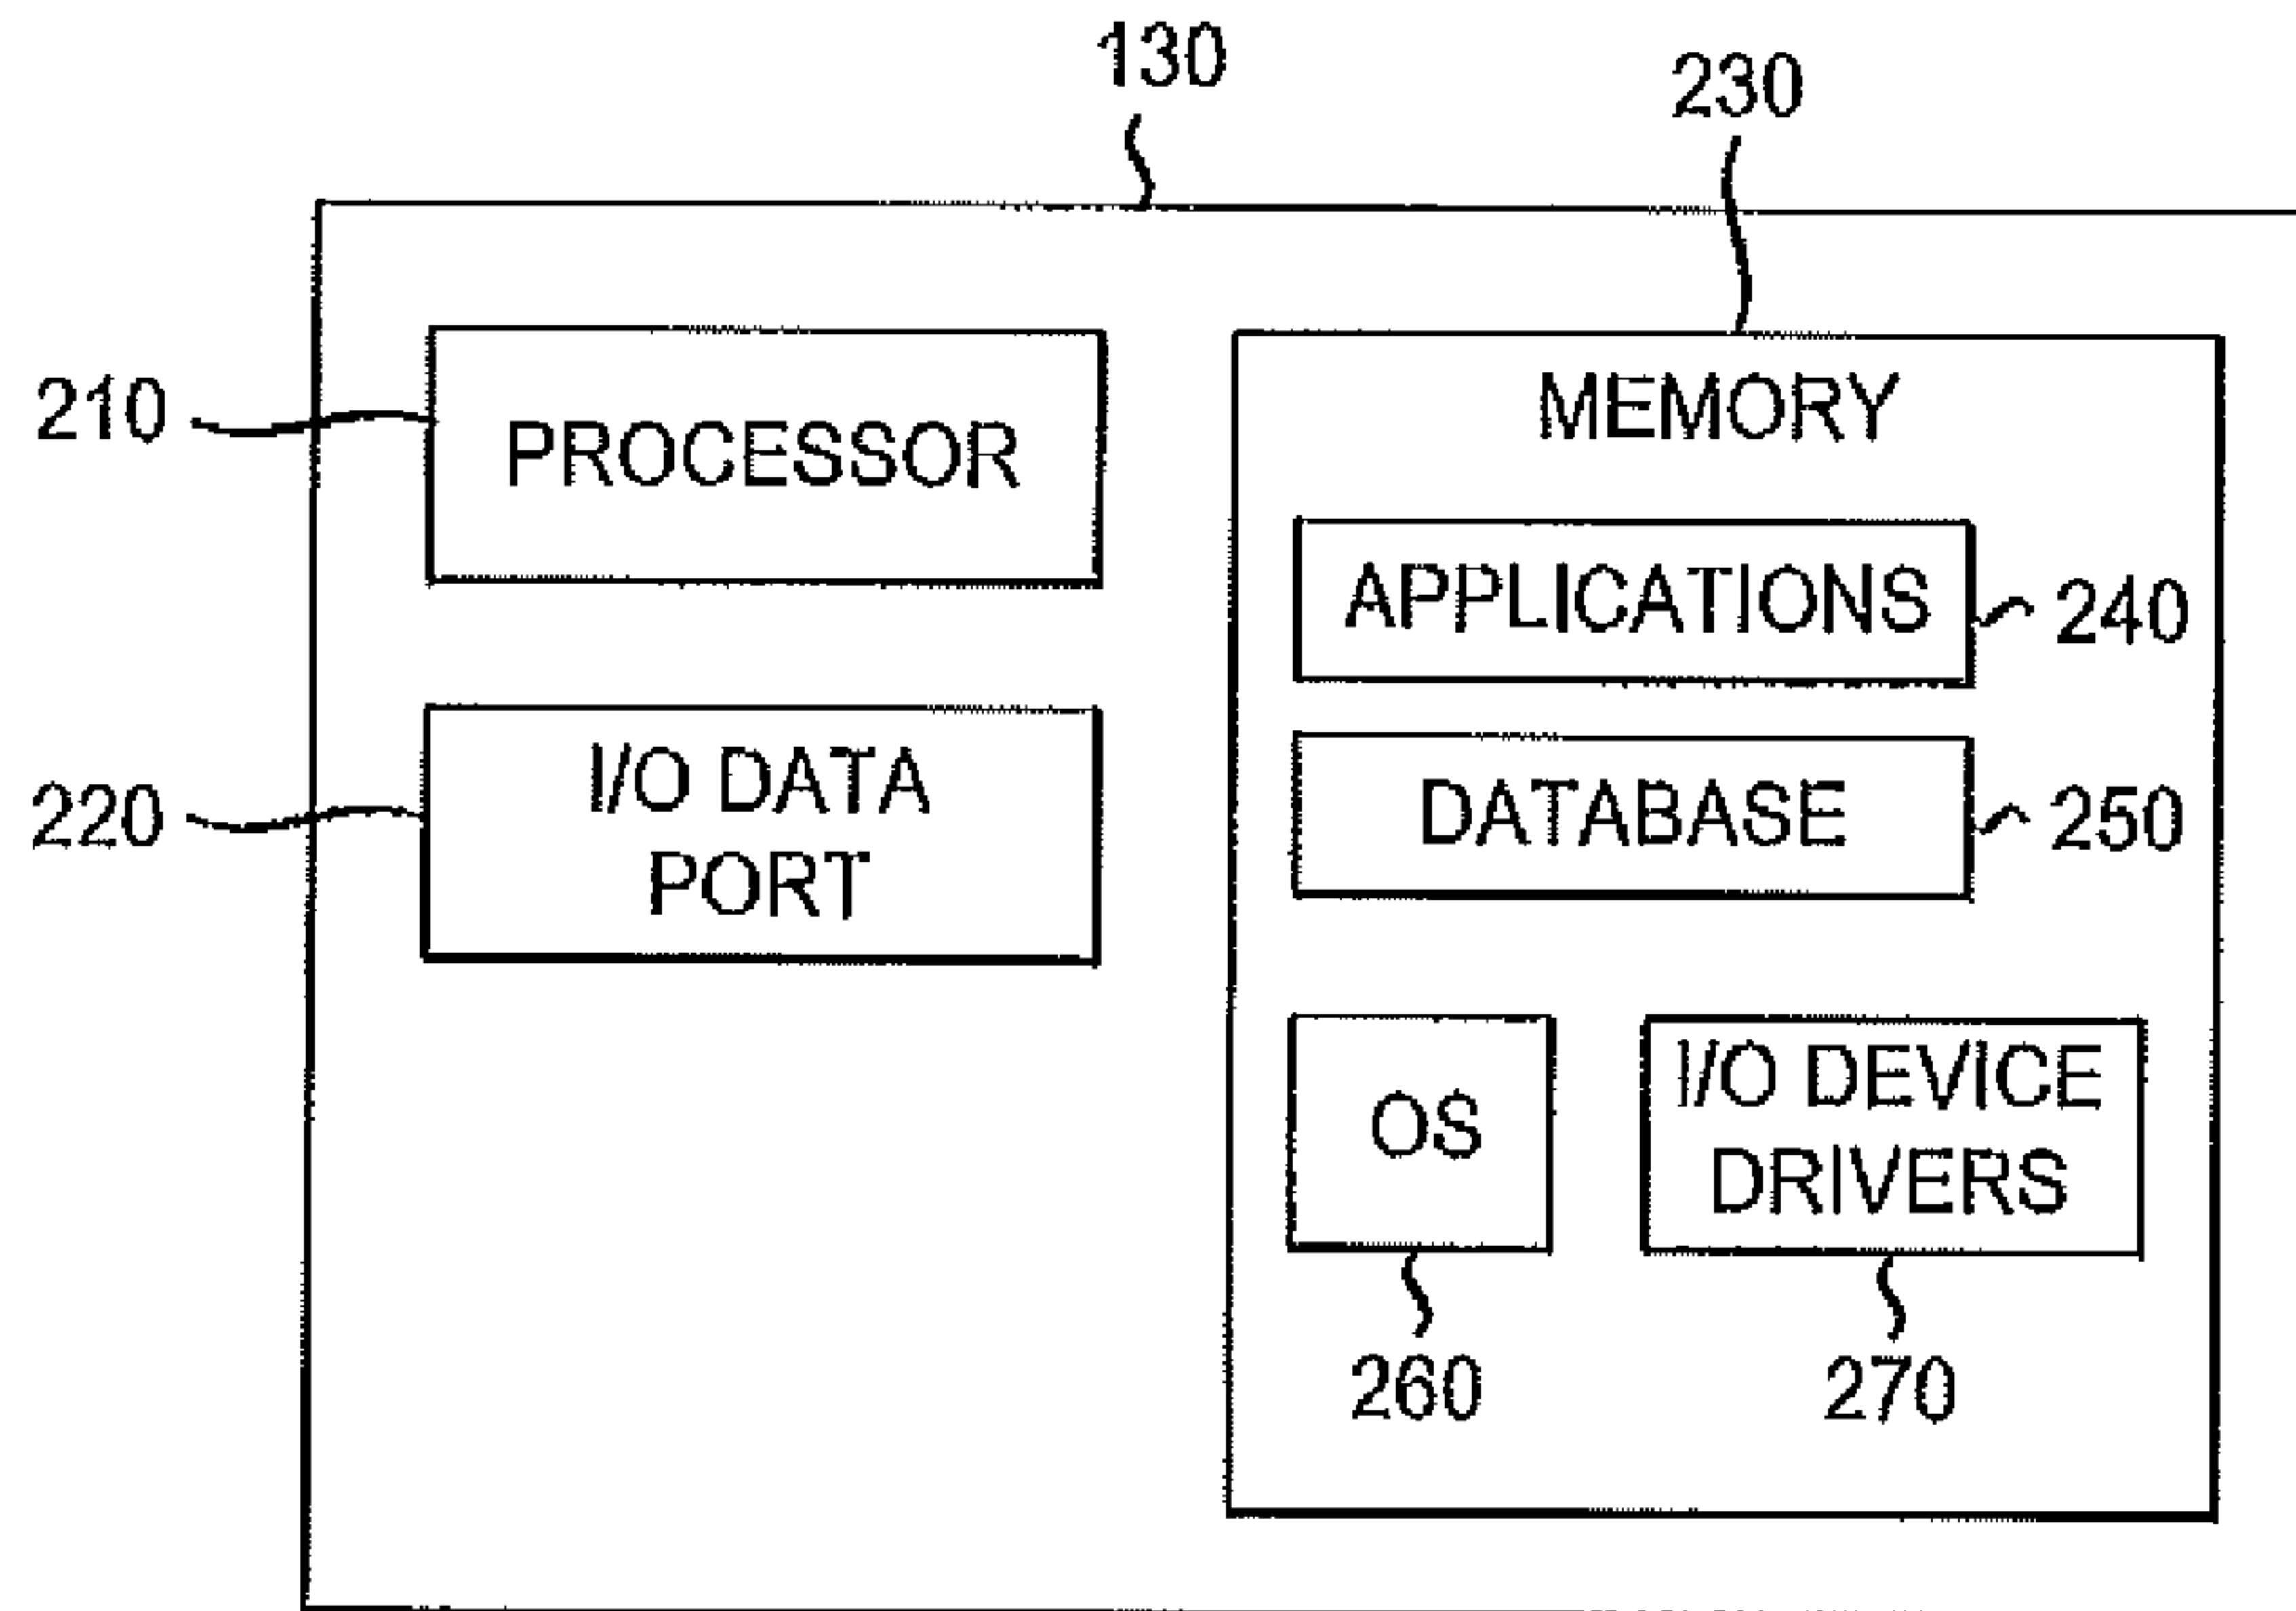 130
230
210
PROCESSOR
MEMORY
APPLICATIONS
240
220
I/O DATA
PORT
DATABASE
250
OS
I/O DEVICE
DRIVERS
260
270